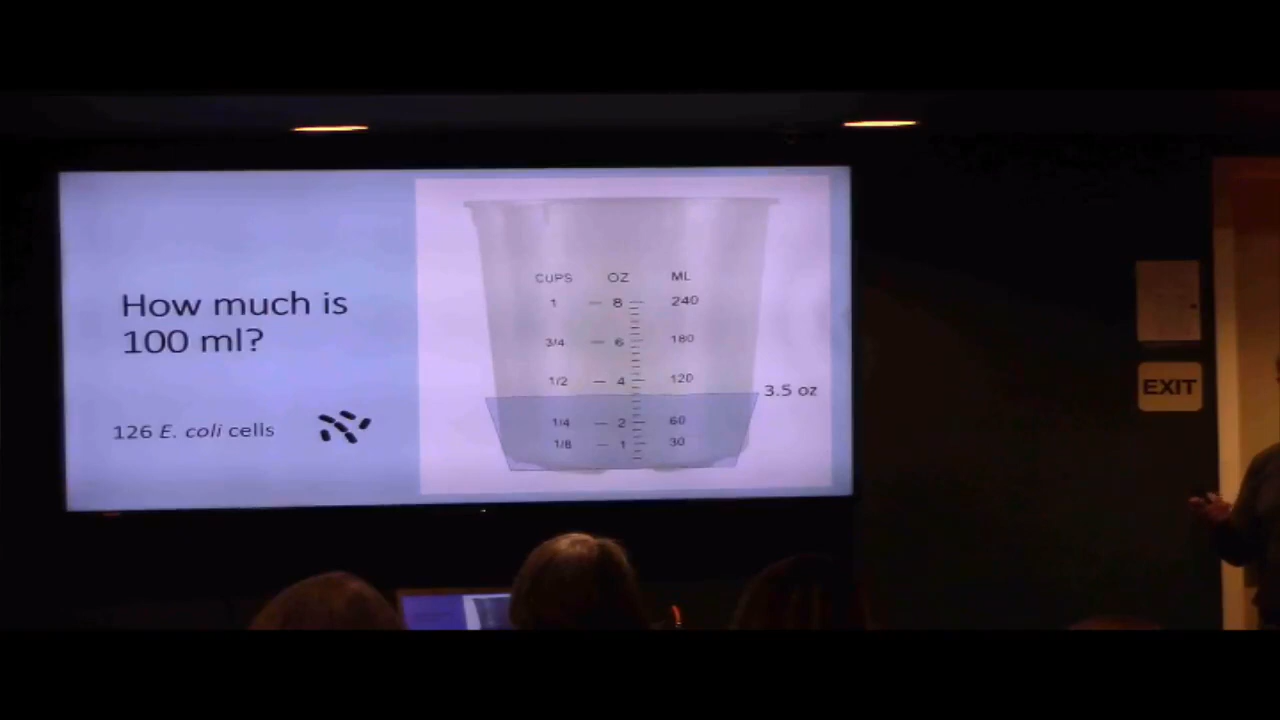 How much is
100 ml?
126 E. coli cells
CUPS OZ ML
1 — 8 240
3/4 — 6 180
1/2 — 4 120
3.5 oz
1/4 — 2 60
1/8 — 1 30
EXIT